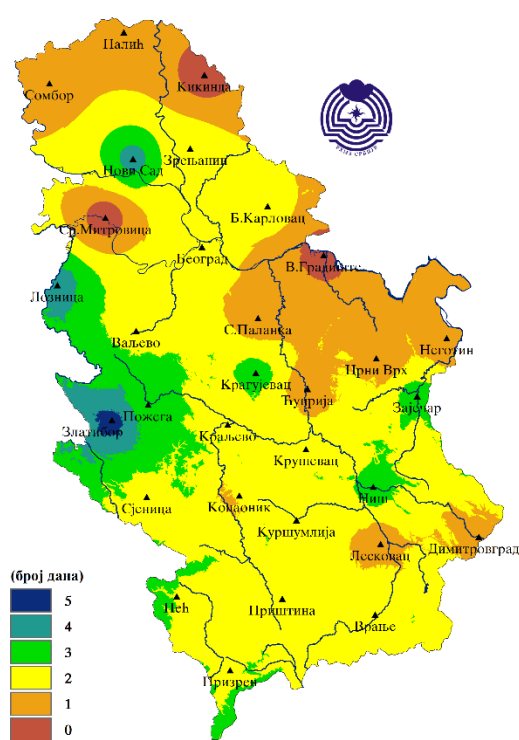 Палић
Кикинда
Сомбор
Зрењанин
Нови Сад
Б.Карловац
Ср.Митровица
Београд
В.Градиште
Лозница
С.Паланка
Ваљево
Неготин
Црни Врх
Крагујевац
Ћуприја
Зајечар
Пожега
Златибор
Краљево
Крушевац
Ниш
Сјеница
Копаоник
Куршумлија
Лесковац
Димитровград
Пећ
Приштина
Врање
Призрен
(број дана)
5
4
3
2
1
0